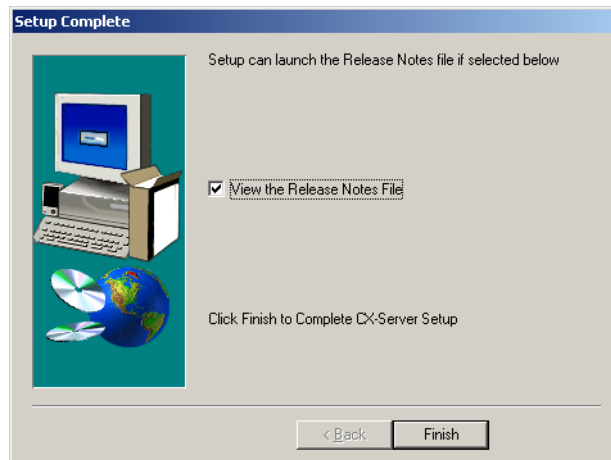 Setup Complete
Setup can launch the Release Notes file if selected below
View the Release Notes File
Click Finish to Complete CX-Server Setup
< Back
Finish